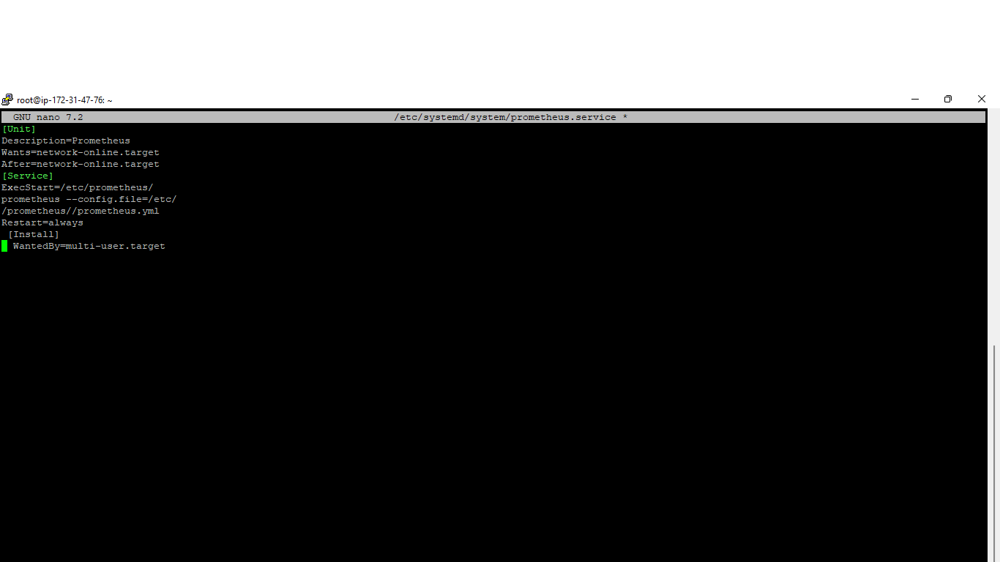 root@ip-172-31-47-76: ~
GNU nano 7.2 /etc/systemd/system/prometheus.service *
[Unit]
Description=Prometheus
Wants=network-online.target
After=network-online.target
[Service]
ExecStart=/etc/prometheus/
prometheus --config.file=/etc/
/prometheus//prometheus.yml
Restart=always
[Install]
WantedBy=multi-user.target